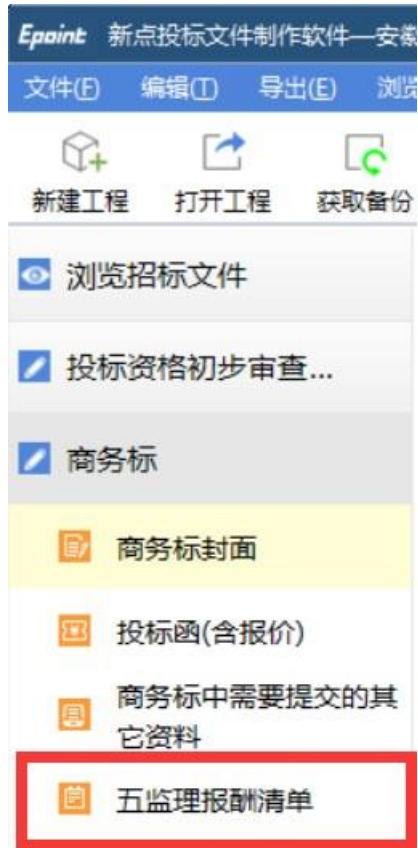 Epoint 新点投标文件制作软件—安徽
文件(F) 编辑(T) 导出(E) 浏览
新建工程 打开工程 获取备份
浏览招标文件
投标资格初步审查...
商务标
商务标封面
投标函(含报价)
商务标中需要提交的其
它资料
五监理报酬清单